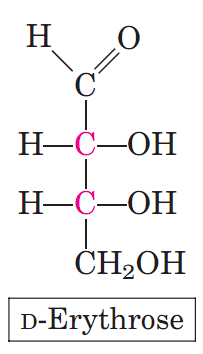 H O
C
H—C—OH
H—C—OH
CH₂OH
D-Erythrose